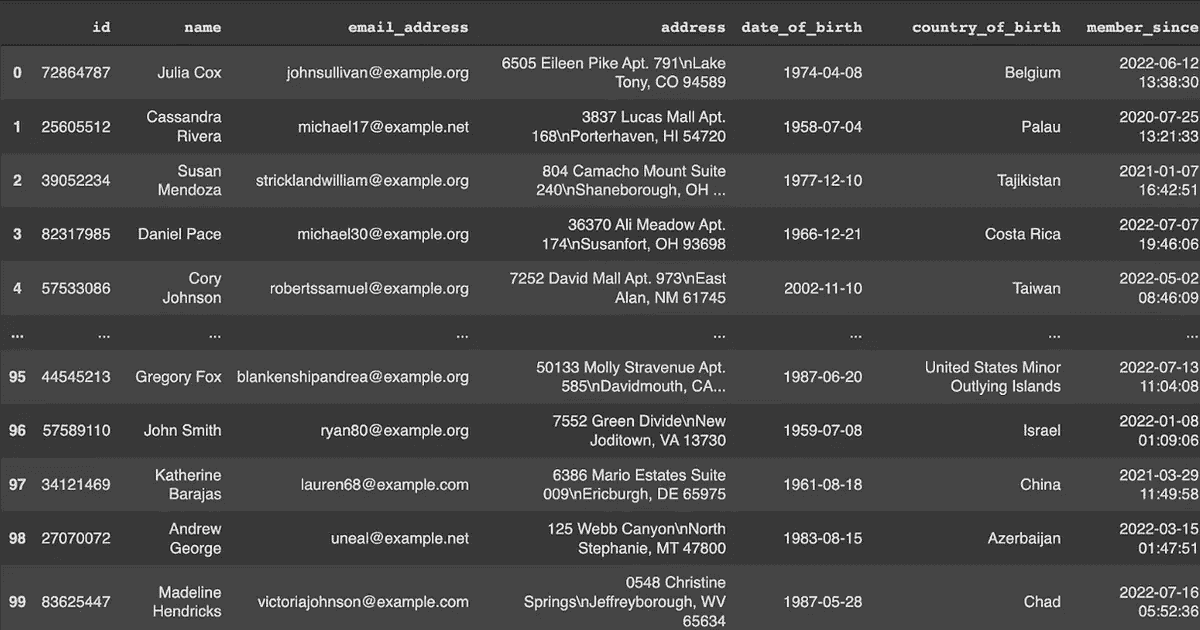 id name email_address address date_of_birth country_of_birth member_since
0 72864787 Julia Cox johnsullivan@example.org 6505 Eileen Pike Apt. 791\nLake Tony, CO 94589 1974-04-08 Belgium 2022-06-12 13:38:30
1 25605512 Cassandra Rivera michael17@example.net 3837 Lucas Mall Apt. 168\nPorterhaven, HI 54720 1958-07-04 Palau 2020-07-25 13:21:33
2 39052234 Susan Mendoza stricklandwilliam@example.org 804 Camacho Mount Suite 240\nShaneborough, OH ... 1977-12-10 Tajikistan 2021-01-07 16:42:51
3 82317985 Daniel Pace michael30@example.org 36370 Ali Meadow Apt. 174\nSusanfort, OH 93698 1966-12-21 Costa Rica 2022-07-07 19:46:06
4 57533086 Cory Johnson robertssamuel@example.org 7252 David Mall Apt. 973\nEast Alan, NM 61745 2002-11-10 Taiwan 2022-05-02 08:46:09
... ... ... ... ... ... ... ...
95 44545213 Gregory Fox blankenshipandrea@example.org 50133 Molly Stravenue Apt. 585\nDavidmouth, CA... 1987-06-20 United States Minor Outlying Islands 2022-07-13 11:04:08
96 57589110 John Smith ryan80@example.org 7552 Green Divide\nNew Joditown, VA 13730 1959-07-08 Israel 2022-01-08 01:09:06
97 34121469 Katherine Barajas lauren68@example.com 6386 Mario Estates Suite 009\nEricburgh, DE 65975 1961-08-18 China 2021-03-29 11:49:58
98 27070072 Andrew George uneal@example.net 125 Webb Canyon\nNorth Stephanie, MT 47800 1983-08-15 Azerbaijan 2022-03-15 01:47:51
99 83625447 Madeline Hendricks victoriajohnson@example.com 0548 Christine Springs\nJeffreyborough, WV 65634 1987-05-28 Chad 2022-07-16 05:52:36